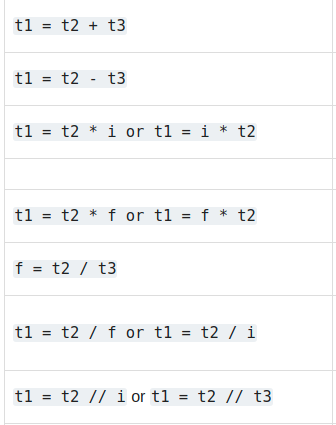 t1 = t2 + t3
t1 = t2 - t3
t1 = t2 * i or t1 = i * t2
t1 = t2 * f or t1 = f * t2
f = t2 / t3
t1 = t2 / f or t1 = t2 / i
t1 = t2 // i or t1 = t2 // t3